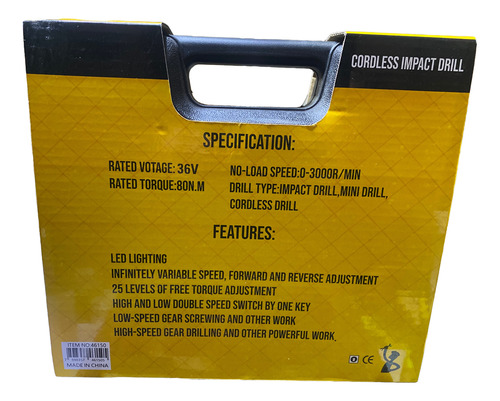 CORDLESS IMPACT DRILL
SPECIFICATION:
RATED VOTAGE: 36V
RATED TORQUE:80N.M
NO-LOAD SPEED:0-3000R/MIN
DRILL TYPE:IMPACT DRILL,MINI DRILL,
CORDLESS DRILL
FEATURES:
LED LIGHTING
INFINITELY VARIABLE SPEED, FORWARD AND REVERSE ADJUSTMENT
25 LEVELS OF FREE TORQUE ADJUSTMENT
HIGH AND LOW DOUBLE SPEED SWITCH BY ONE KEY
LOW-SPEED GEAR SCREWING AND OTHER WORK
HIGH-SPEED GEAR DRILLING AND OTHER POWERFUL WORK,
ITEM NO:46150
MADE IN CHINA
CE